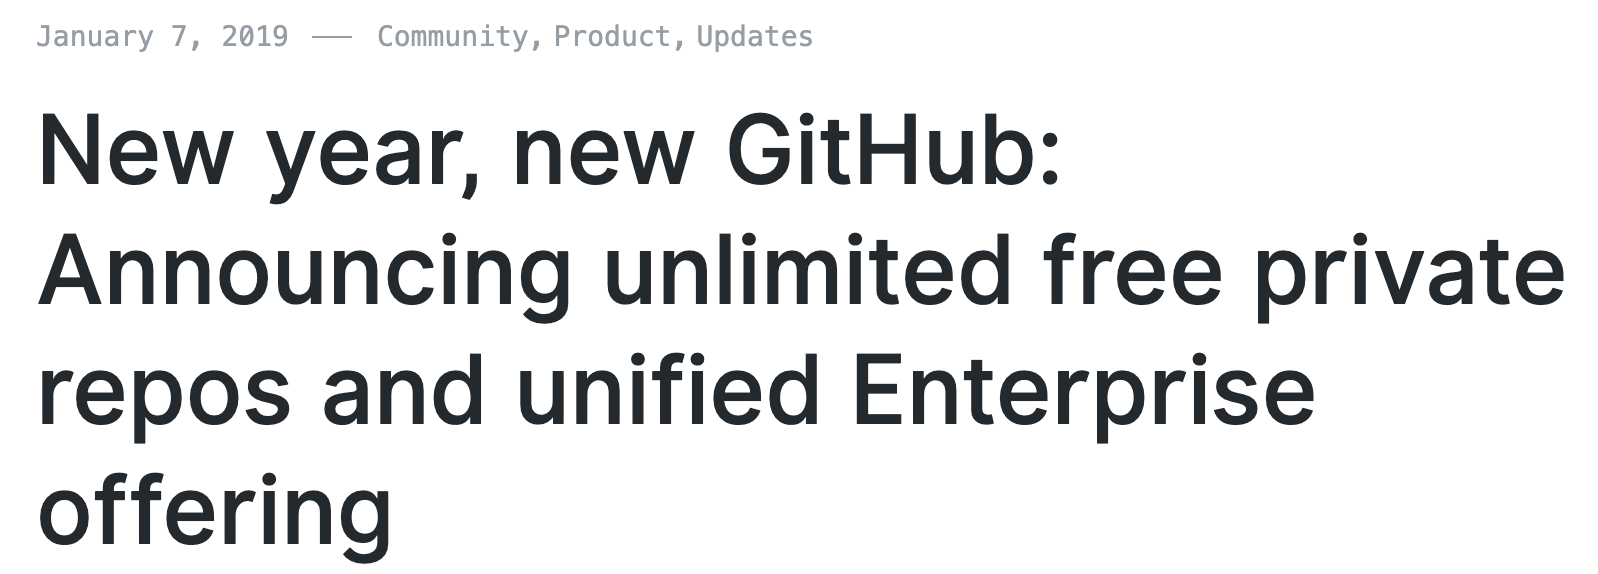 January 7, 2019 — Community, Product, Updates
New year, new GitHub:
Announcing unlimited free private
repos and unified Enterprise
offering